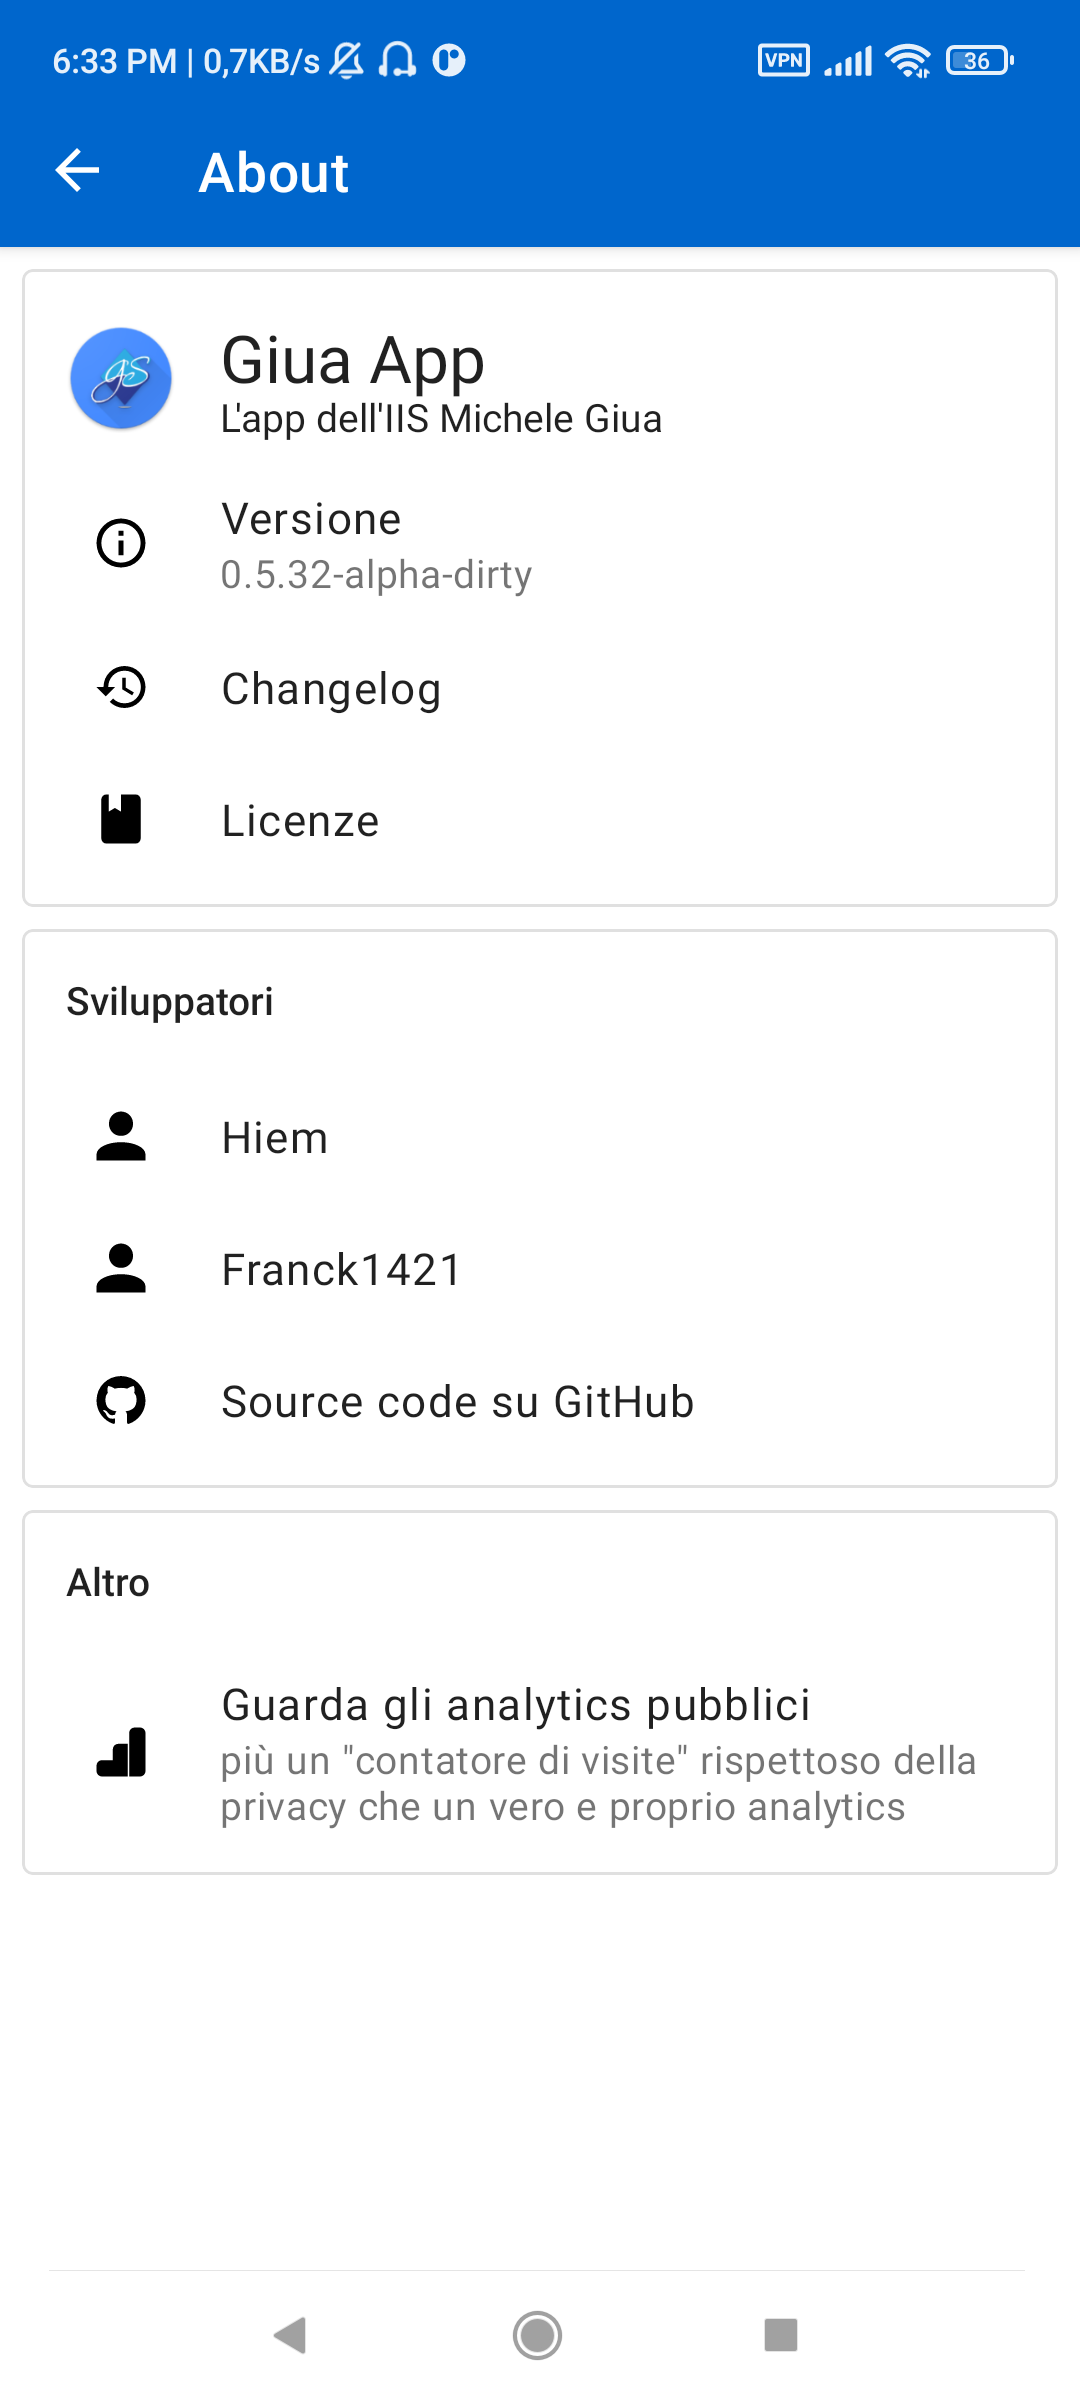 6:33 PM | 0,7KB/s
VPN
36
About
gs
Giua App
L'app dell'IIS Michele Giua
Versione
0.5.32-alpha-dirty
Changelog
Licenze
Sviluppatori
Hiem
Franck1421
Source code su GitHub
Altro
Guarda gli analytics pubblici
più un "contatore di visite" rispettoso della
privacy che un vero e proprio analytics